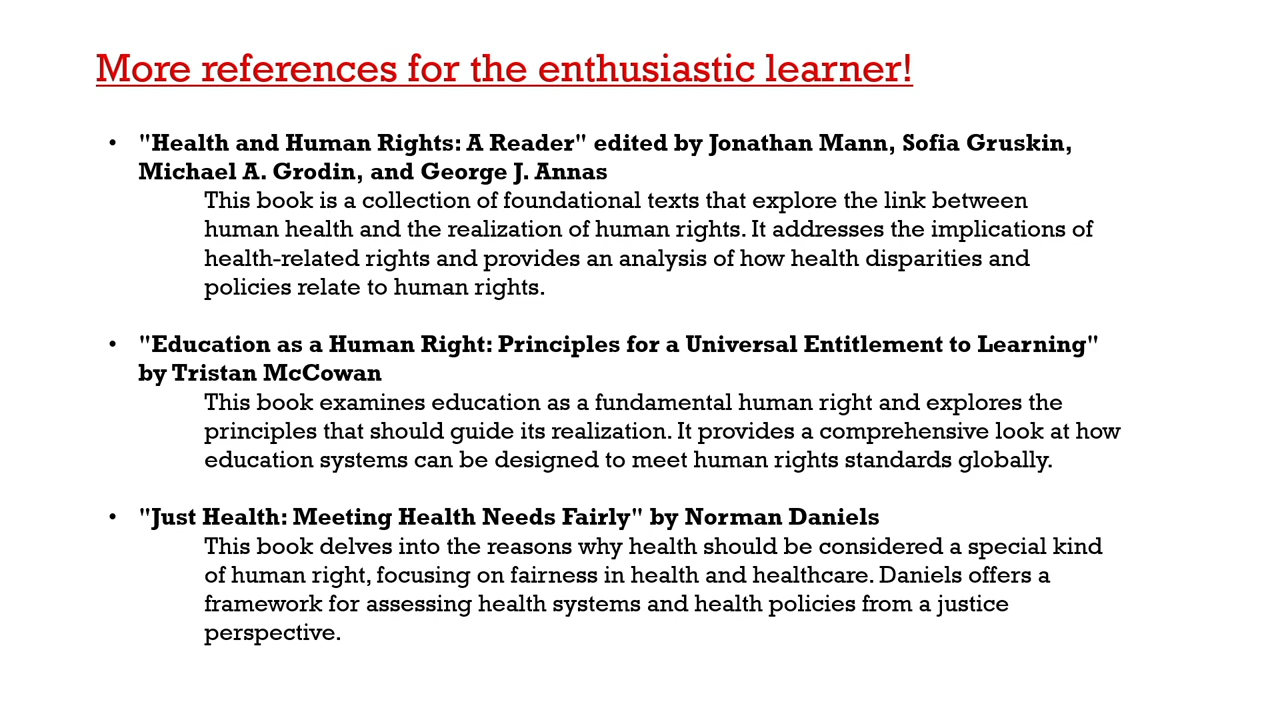 More references for the enthusiastic learner!
• "Health and Human Rights: A Reader" edited by Jonathan Mann, Sofia Gruskin,
Michael A. Grodin, and George J. Annas
This book is a collection of foundational texts that explore the link between
human health and the realization of human rights. It addresses the implications of
health-related rights and provides an analysis of how health disparities and
policies relate to human rights.
• "Education as a Human Right: Principles for a Universal Entitlement to Learning"
by Tristan McCowan
This book examines education as a fundamental human right and explores the
principles that should guide its realization. It provides a comprehensive look at how
education systems can be designed to meet human rights standards globally.
• "Just Health: Meeting Health Needs Fairly" by Norman Daniels
This book delves into the reasons why health should be considered a special kind
of human right, focusing on fairness in health and healthcare. Daniels offers a
framework for assessing health systems and health policies from a justice
perspective.